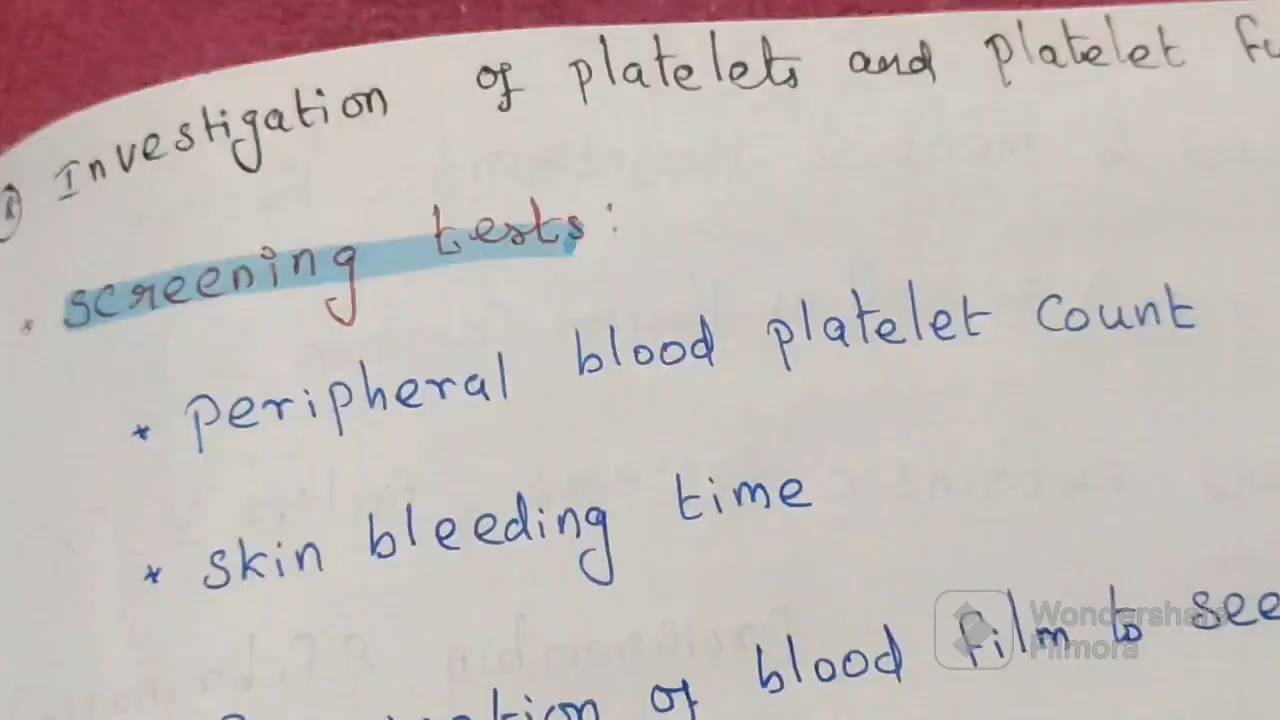 Investigation of platelets and platelet
screening tests:
* peripheral blood platelet count
* skin bleeding time
of blood film to see
Wondershare
Filmora